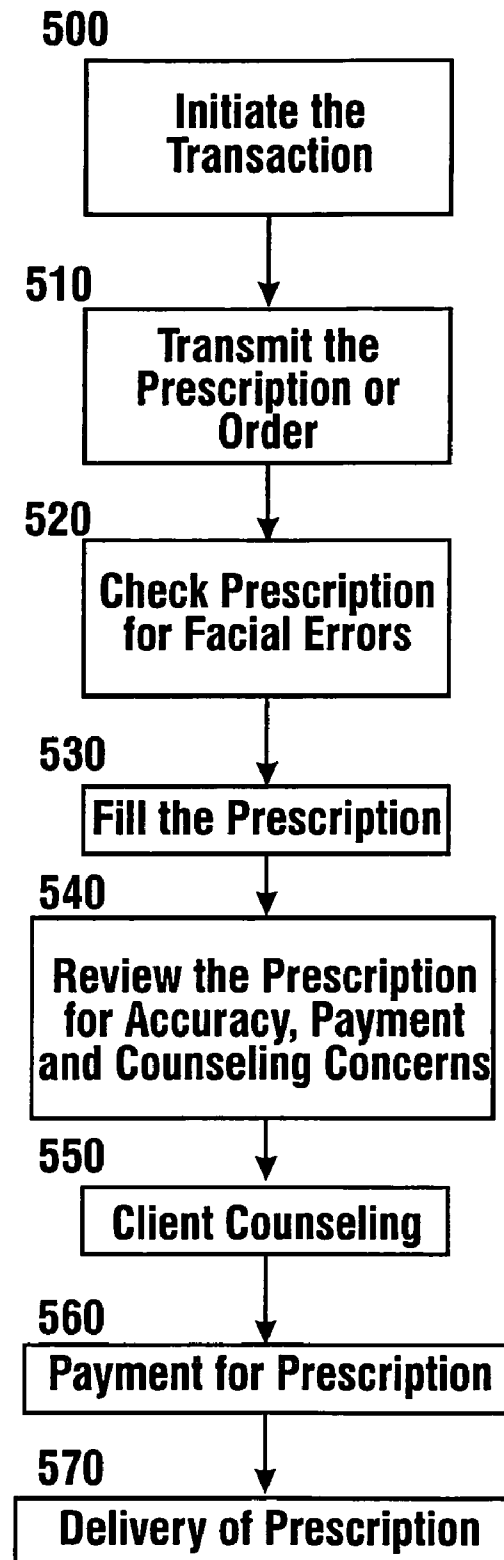 500
Initiate the
Transaction
510
Transmit the
Prescription or
Order
520
Check Prescription
for Facial Errors
530
Fill the Prescription
540
Review the Prescription
for Accuracy, Payment
and Counseling Concerns
550
Client Counseling
560
Payment for Prescription
570
Delivery of Prescription